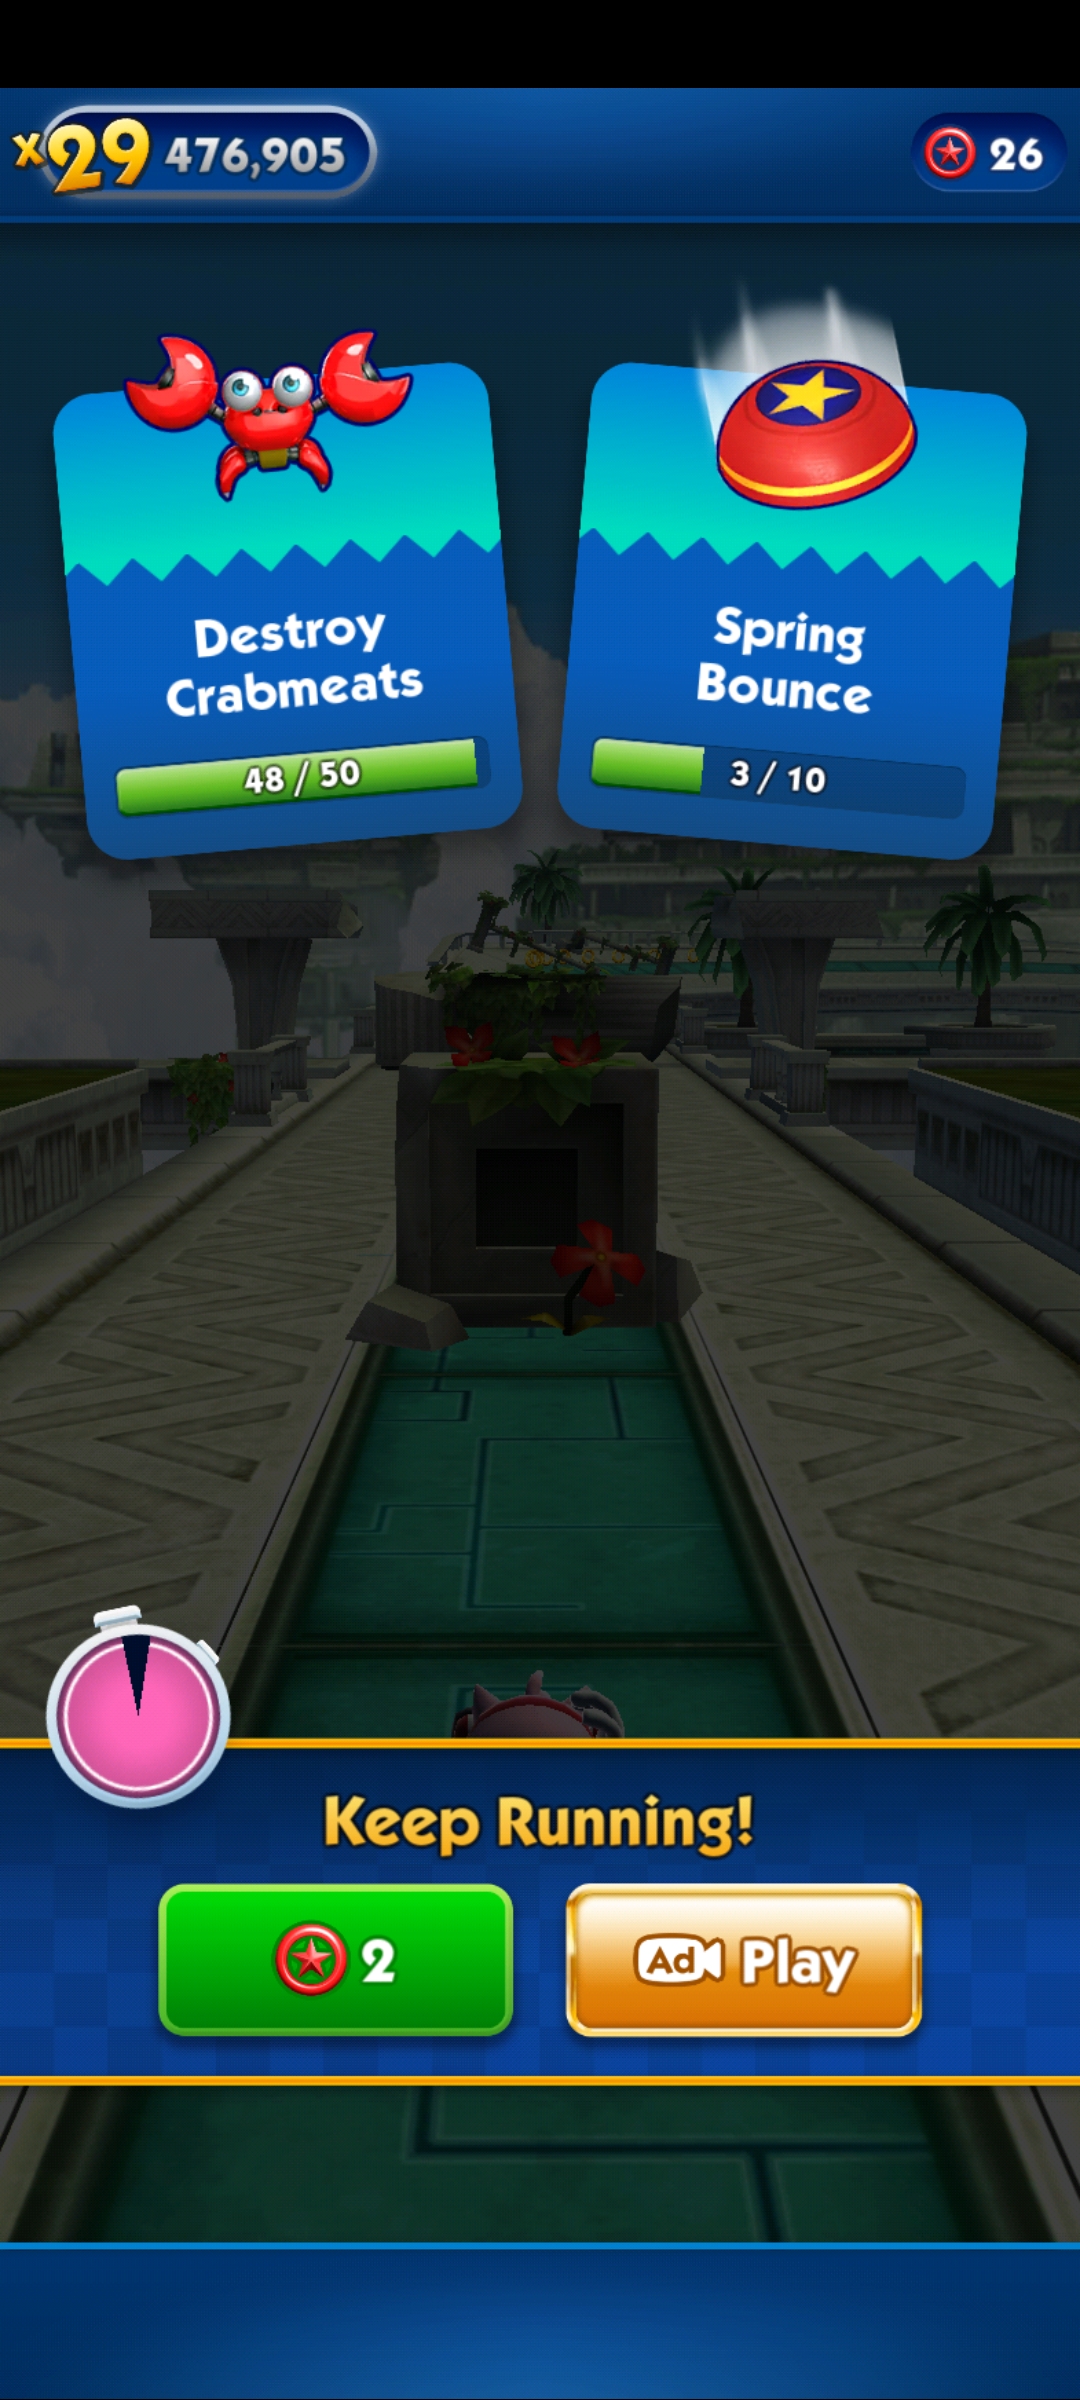 x29 476,905
26
Destroy
Crabmeats
48 / 50
Spring
Bounce
3 / 10
Keep Running!
2
Ad Play